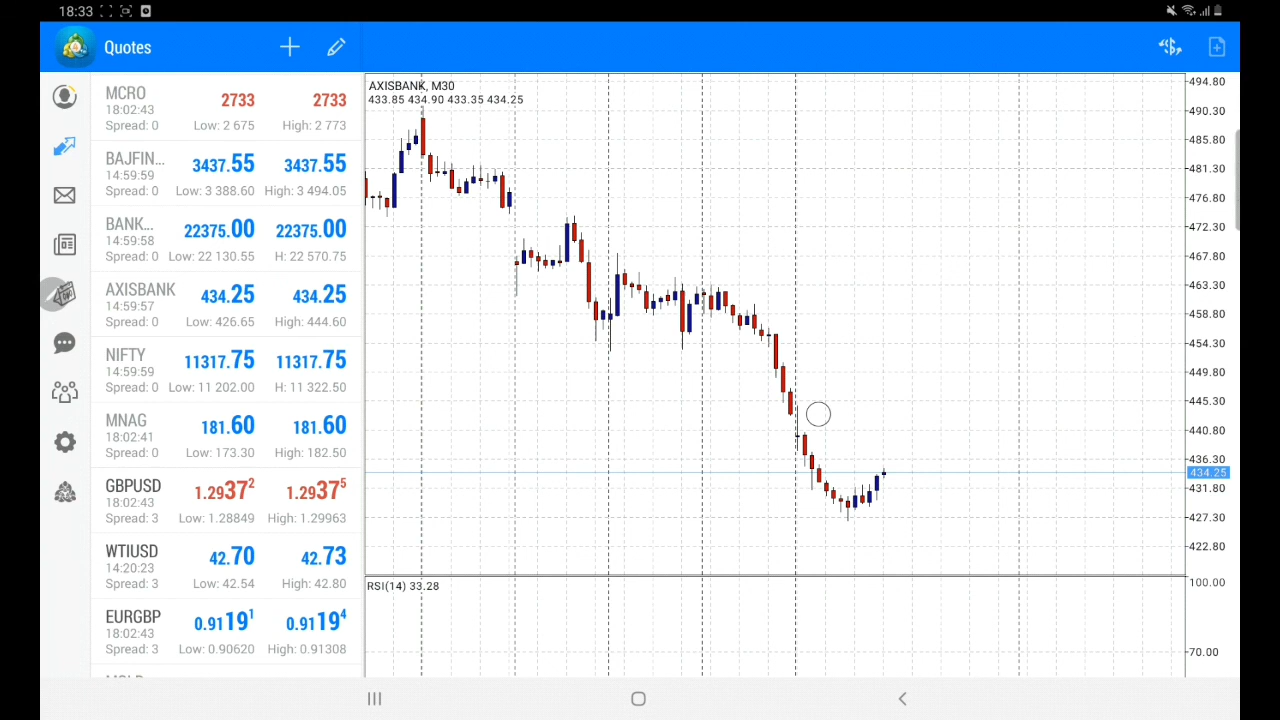 18:33
Quotes
MCRO
18:02:43
2733
2733
Spread: 0
Low: 2 675
High: 2 773
BAJFIN...
14:59:59
3437.55
3437.55
Spread: 0
Low: 3 388.60
High: 3 494.05
BANK...
14:59:58
22375.00
22375.00
Spread: 0
Low: 22 130.55
H: 22 570.75
AXISBANK
14:59:57
434.25
434.25
Spread: 0
Low: 426.65
High: 444.60
NIFTY
14:59:59
11317.75
11317.75
Spread: 0
Low: 11 202.00
H: 11 322.50
MNAG
18:02:41
181.60
181.60
Spread: 0
Low: 173.30
High: 182.50
GBPUSD
18:02:43
1.29372
1.29375
Spread: 3
Low: 1.28849
High: 1.29963
WTIUSD
14:20:23
42.70
42.73
Spread: 3
Low: 42.54
High: 42.80
EURGBP
18:02:43
0.91191
0.91194
Spread: 3
Low: 0.90620
High: 0.91308
AXISBANK, M30
433.85 434.90 433.35 434.25
494.80
490.30
485.80
481.30
476.80
472.30
467.80
463.30
458.80
454.30
449.80
445.30
440.80
436.30
434.25
431.80
427.30
422.80
RSI(14) 33.28
100.00
70.00